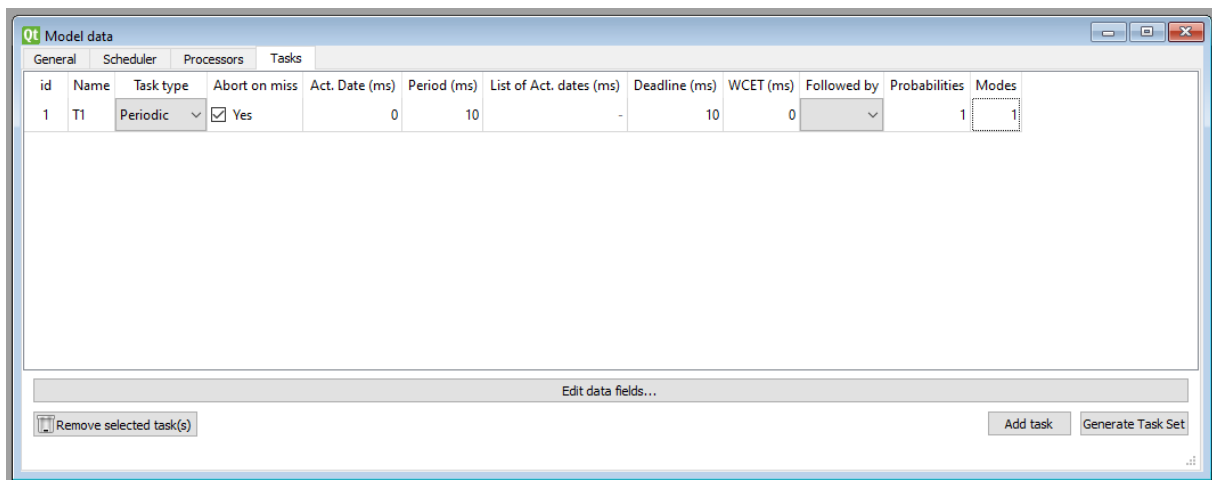 Qt Model data
General Scheduler Processors Tasks
id Name Task type Abort on miss Act. Date (ms) Period (ms) List of Act. dates (ms) Deadline (ms) WCET (ms) Followed by Probabilities Modes
1 T1 Periodic Yes 0 10 - 10 0 1 1
Edit data fields...
Remove selected task(s) Add task Generate Task Set